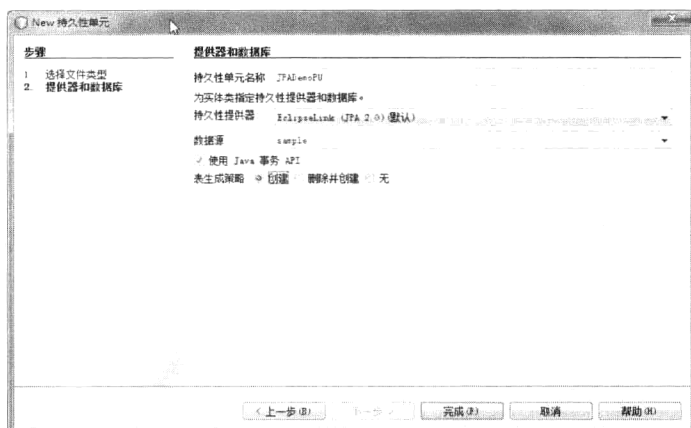 New 持久性单元
步骤
1 选择文件类型
2. 提供器和数据库
提供器和数据库
持久性单元名称 JPADemoPU
为实体类指定持久性提供器和数据库。
持久性提供器 EclipseLink (JPA 2.0)(默认)
数据源 sample
✓ 使用 Java 事务 API
表生成策略 创建 删除并创建 无
< 上一步(B)
下一步 >
完成(F)
取消
帮助(H)